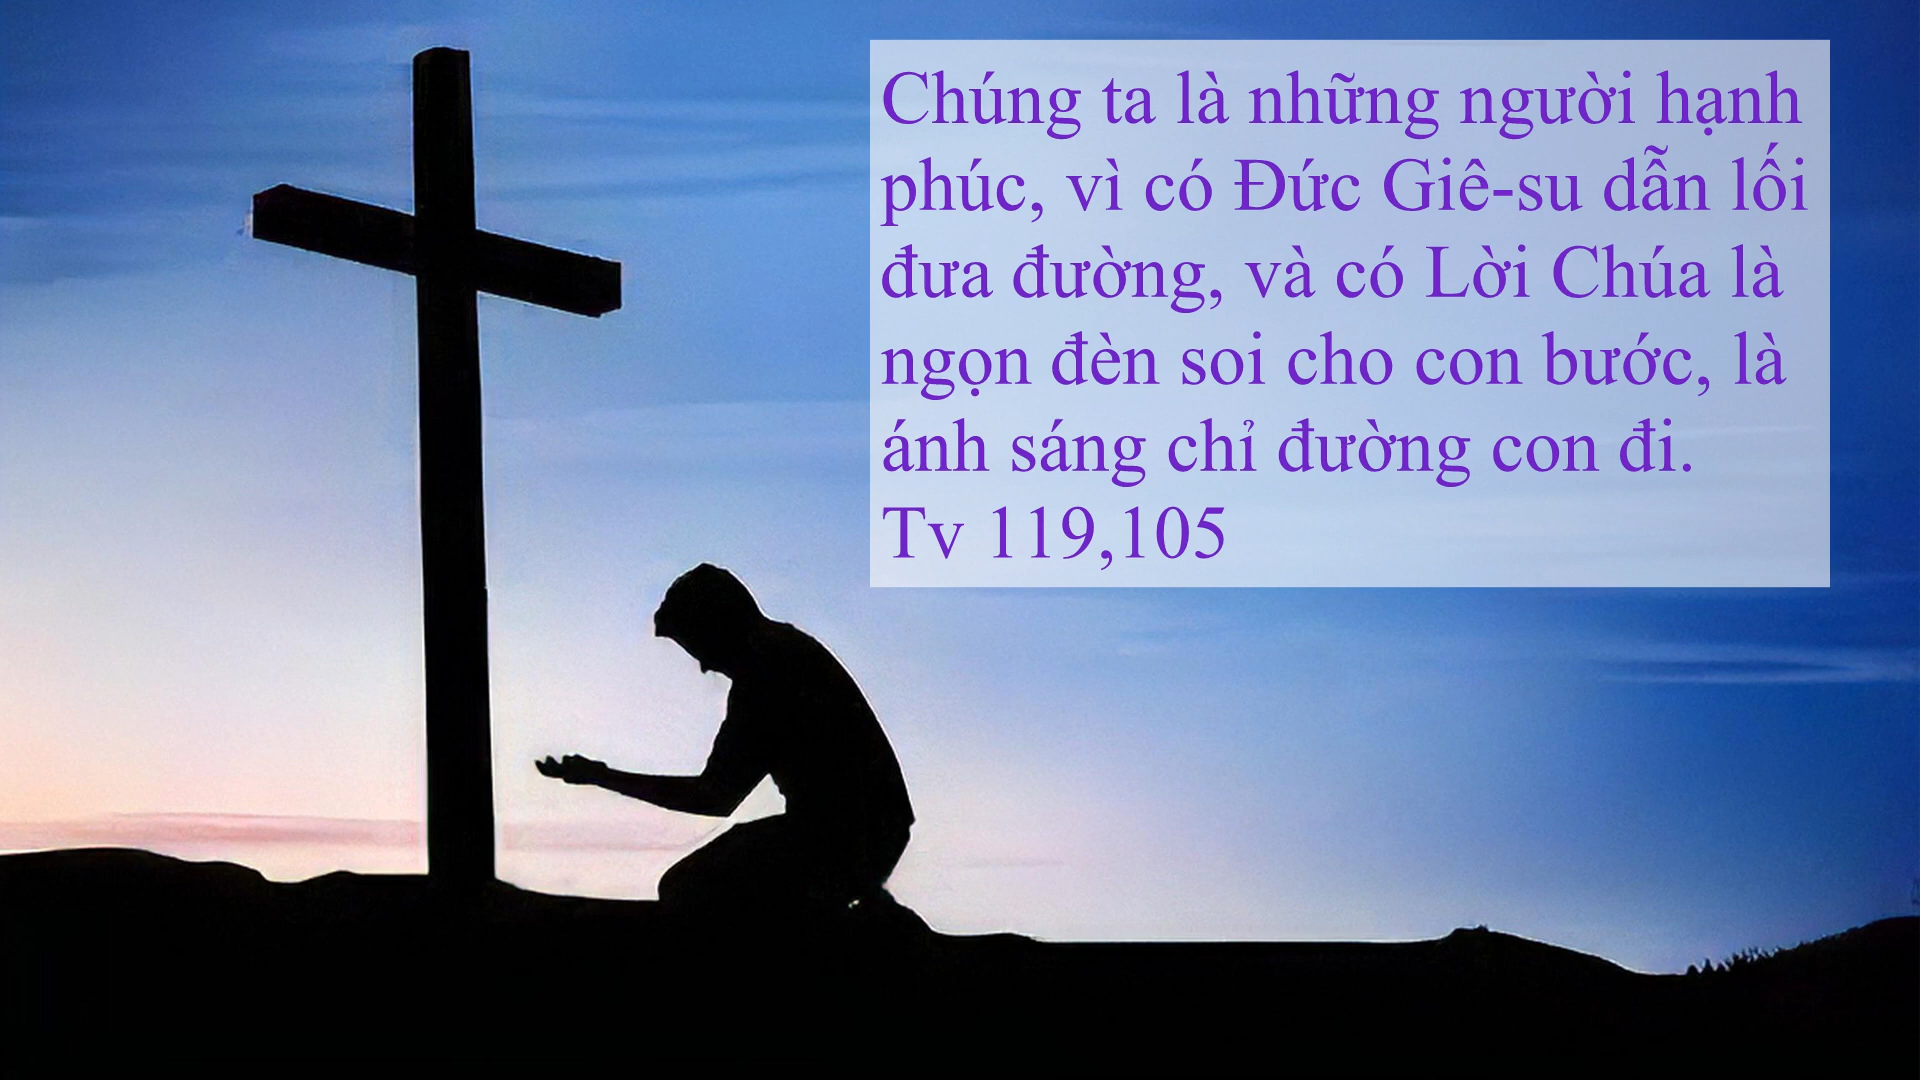 Chúng ta là những người hạnh
phúc, vì có Đức Giê-su dẫn lối
đưa đường, và có Lời Chúa là
ngọn đèn soi cho con bước, là
ánh sáng chỉ đường con đi.
Tv 119,105